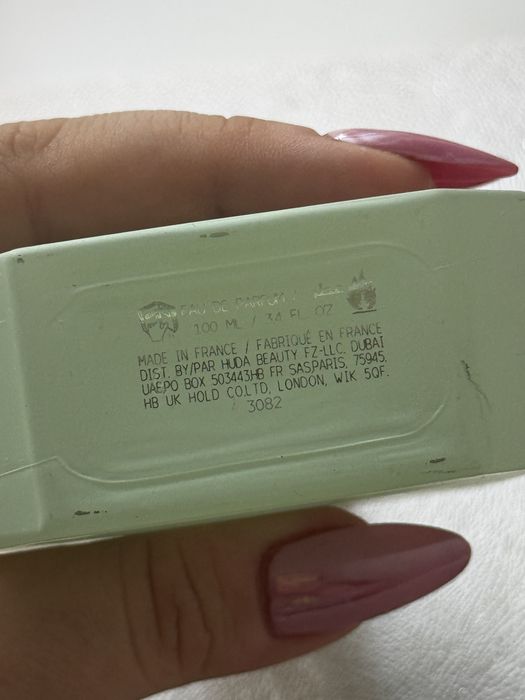 EAU DE PARFUM /
100 ML / 3.4 FL. OZ
MADE IN FRANCE / FABRIQUÉ EN FRANCE
DIST. BY/PAR HUDA BEAUTY FZ-LLC. DUBAI
UAEPO BOX 503443HB FR SASPARIS, 75945.
HB UK HOLD CO.LTD, LONDON, W1K 5QF.
3082